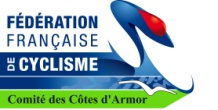 FÉDÉRATION
FRANÇAISE
DE CYCLISME
Comité des Côtes d'Armor